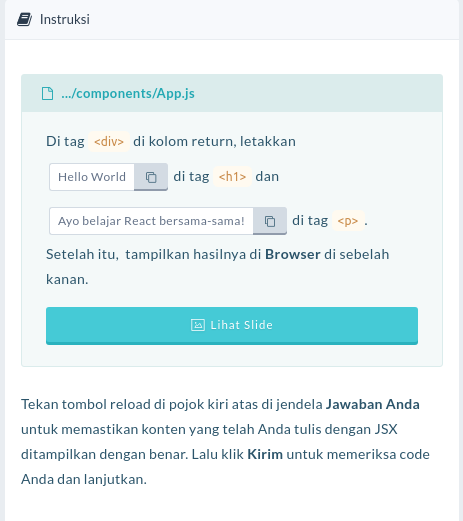 Instruksi
.../components/App.js
Di tag <div> di kolom return, letakkan
Hello World di tag <h1> dan
Ayo belajar React bersama-sama! di tag <p> .
Setelah itu, tampilkan hasilnya di Browser di sebelah
kanan.
Lihat Slide
Tekan tombol reload di pojok kiri atas di jendela Jawaban Anda
untuk memastikan konten yang telah Anda tulis dengan JSX
ditampilkan dengan benar. Lalu klik Kirim untuk memeriksa code
Anda dan lanjutkan.